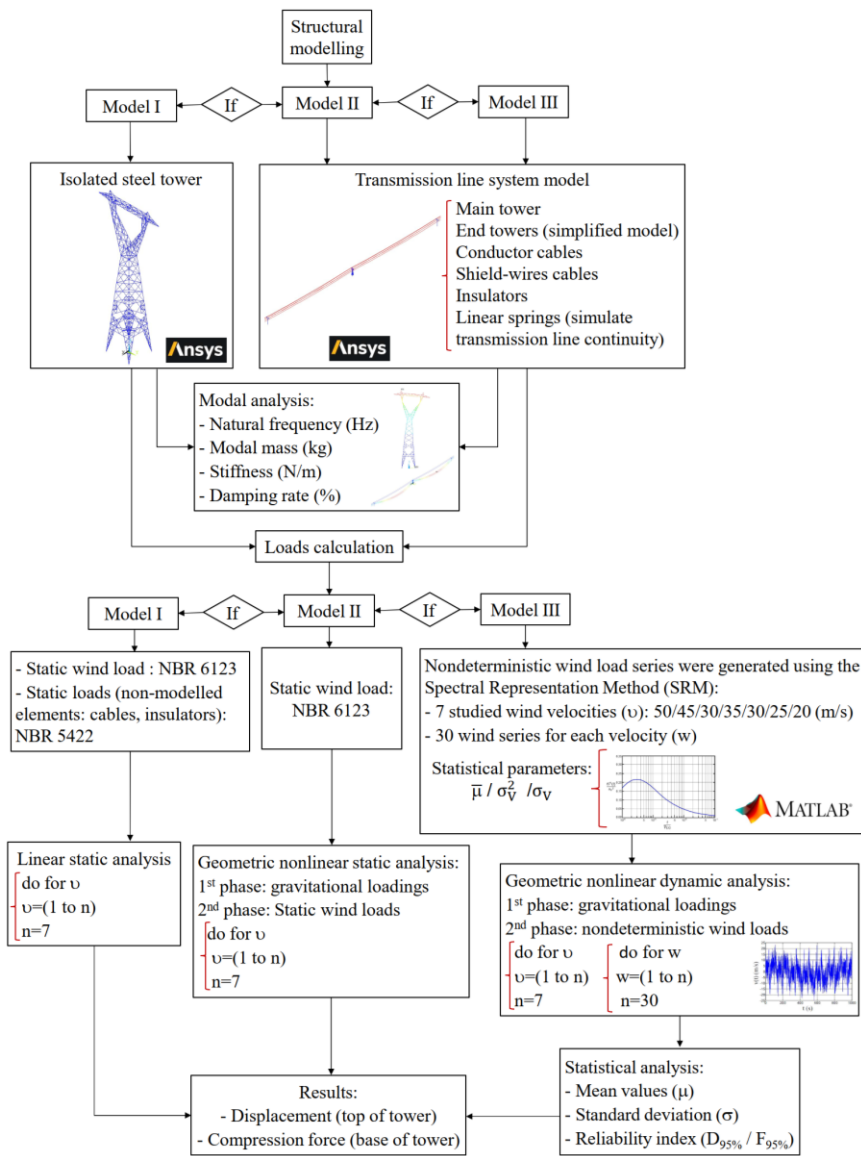 Structural
modelling
Model I
If
Model II
If
Model III
Isolated steel tower
Ansys
Transmission line system model
Main tower
End towers (simplified model)
Conductor cables
Shield-wires cables
Insulators
Linear springs (simulate
transmission line continuity)
Ansys
Modal analysis:
- Natural frequency (Hz)
- Modal mass (kg)
- Stiffness (N/m)
- Damping rate (%)
Loads calculation
Model I
If
Model II
If
Model III
- Static wind load : NBR 6123
- Static loads (non-modelled
elements: cables, insulators):
NBR 5422
Static wind load:
NBR 6123
Nondeterministic wind load series were generated using the
Spectral Representation Method (SRM):
- 7 studied wind velocities (υ): 50/45/30/35/30/25/20 (m/s)
- 30 wind series for each velocity (w)
Statistical parameters:
μ̅ / σ²V /σV
MATLAB®
Linear static analysis
do for υ
υ=(1 to n)
n=7
Geometric nonlinear static analysis:
1st phase: gravitational loadings
2nd phase: Static wind loads
do for υ
υ=(1 to n)
n=7
Geometric nonlinear dynamic analysis:
1st phase: gravitational loadings
2nd phase: nondeterministic wind loads
do for υ
υ=(1 to n)
n=7
do for w
w=(1 to n)
n=30
t (s)
Results:
- Displacement (top of tower)
- Compression force (base of tower)
Statistical analysis:
- Mean values (μ)
- Standard deviation (σ)
- Reliability index (D95% / F95%)